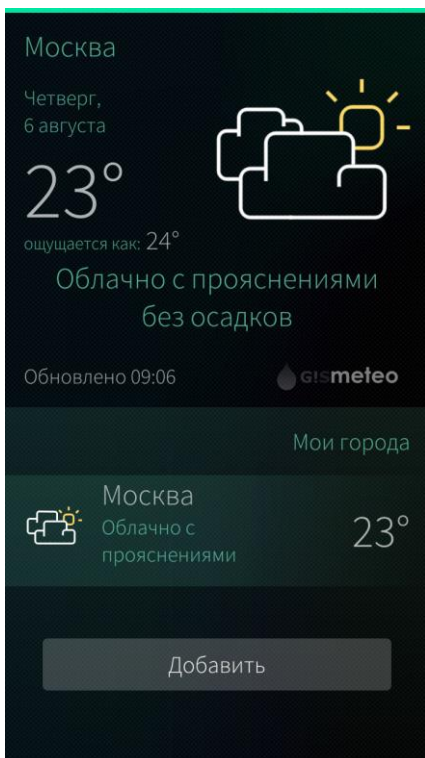 Москва
Четверг,
6 августа
23°
ощущается как: 24°
Облачно с прояснениями
без осадков
Обновлено 09:06
G!Smeteo
Мои города
Москва
Облачно с
прояснениями
23°
Добавить